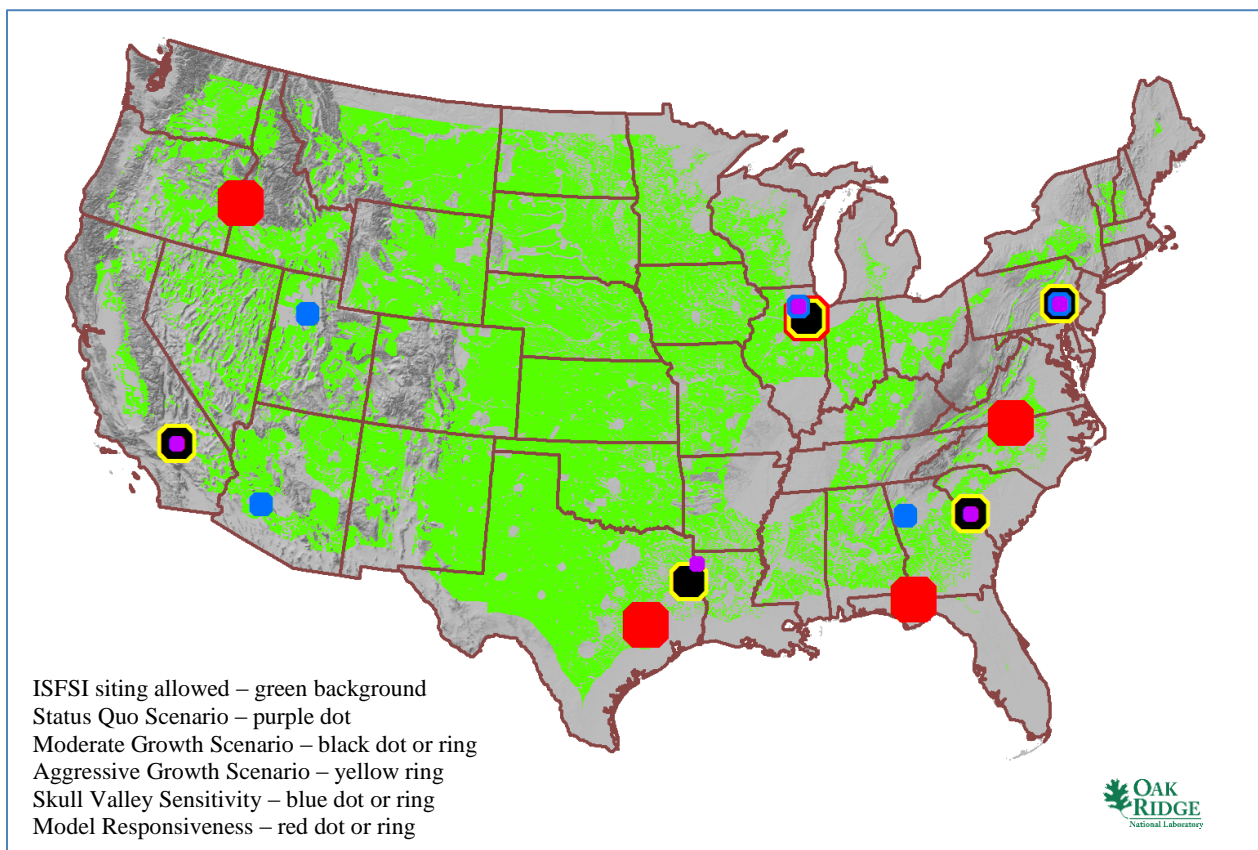 ISFSI siting allowed – green background
Status Quo Scenario – purple dot
Moderate Growth Scenario – black dot or ring
Aggressive Growth Scenario – yellow ring
Skull Valley Sensitivity – blue dot or ring
Model Responsiveness – red dot or ring
OAK
RIDGE
National Laboratory